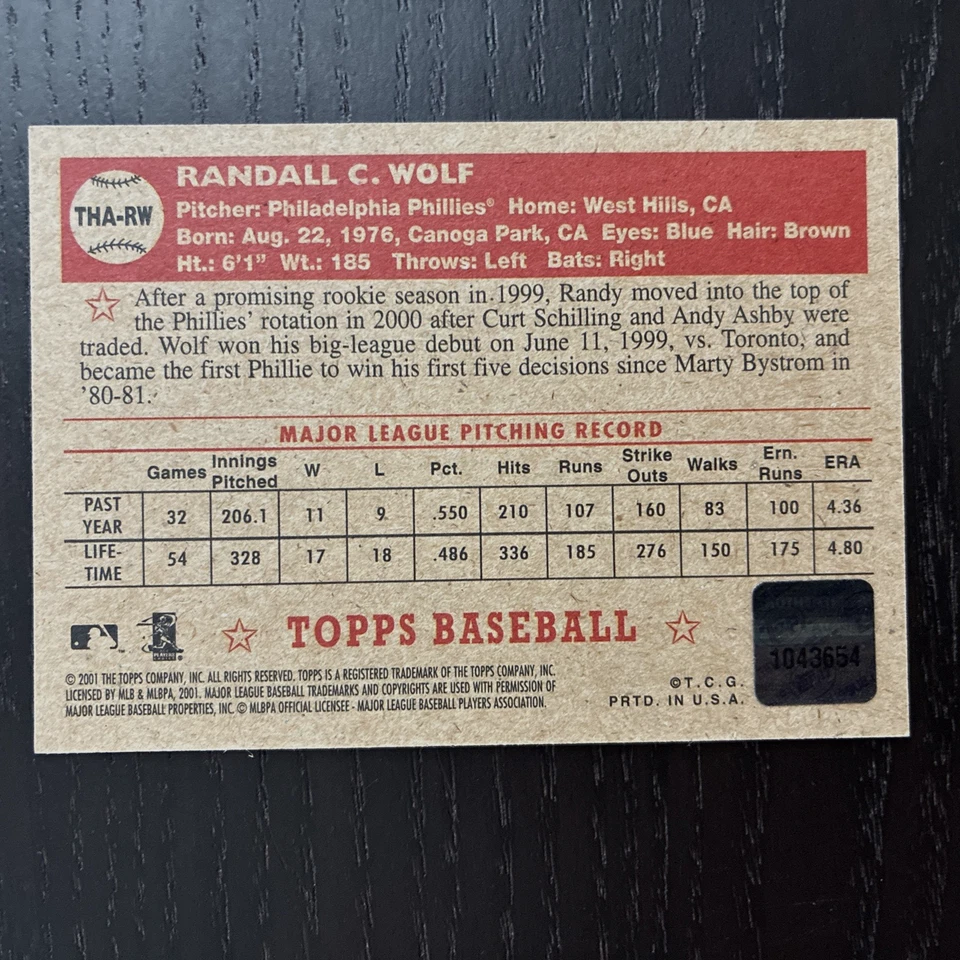 THA-RW
RANDALL C. WOLF
Pitcher: Philadelphia Phillies® Home: West Hills, CA
Born: Aug. 22, 1976, Canoga Park, CA Eyes: Blue Hair: Brown
Ht.: 6'1" Wt.: 185 Throws: Left Bats: Right
After a promising rookie season in 1999, Randy moved into the top of
the Phillies' rotation in 2000 after Curt Schilling and Andy Ashby were
traded. Wolf won his big-league debut on June 11, 1999, vs. Toronto, and
became the first Phillie to win his first five decisions since Marty Bystrom in
'80-81.
MAJOR LEAGUE PITCHING RECORD
Games Innings Pitched W L Pct. Hits Runs Strike Outs Walks Ern. Runs ERA
PAST YEAR 32 206.1 11 9 .550 210 107 160 83 100 4.36
LIFE-TIME 54 328 17 18 .486 336 185 276 150 175 4.80
TOPPS BASEBALL
© 2001 THE TOPPS COMPANY, INC. ALL RIGHTS RESERVED. TOPPS IS A REGISTERED TRADEMARK OF THE TOPPS COMPANY, INC.
LICENSED BY MLB & MLBPA, 2001. MAJOR LEAGUE BASEBALL TRADEMARKS AND COPYRIGHTS ARE USED WITH PERMISSION OF
MAJOR LEAGUE BASEBALL PROPERTIES, INC. © MLBPA OFFICIAL LICENSEE - MAJOR LEAGUE BASEBALL PLAYERS ASSOCIATION.
©T.C.G.
PRTD. IN U.S.A.
1043654